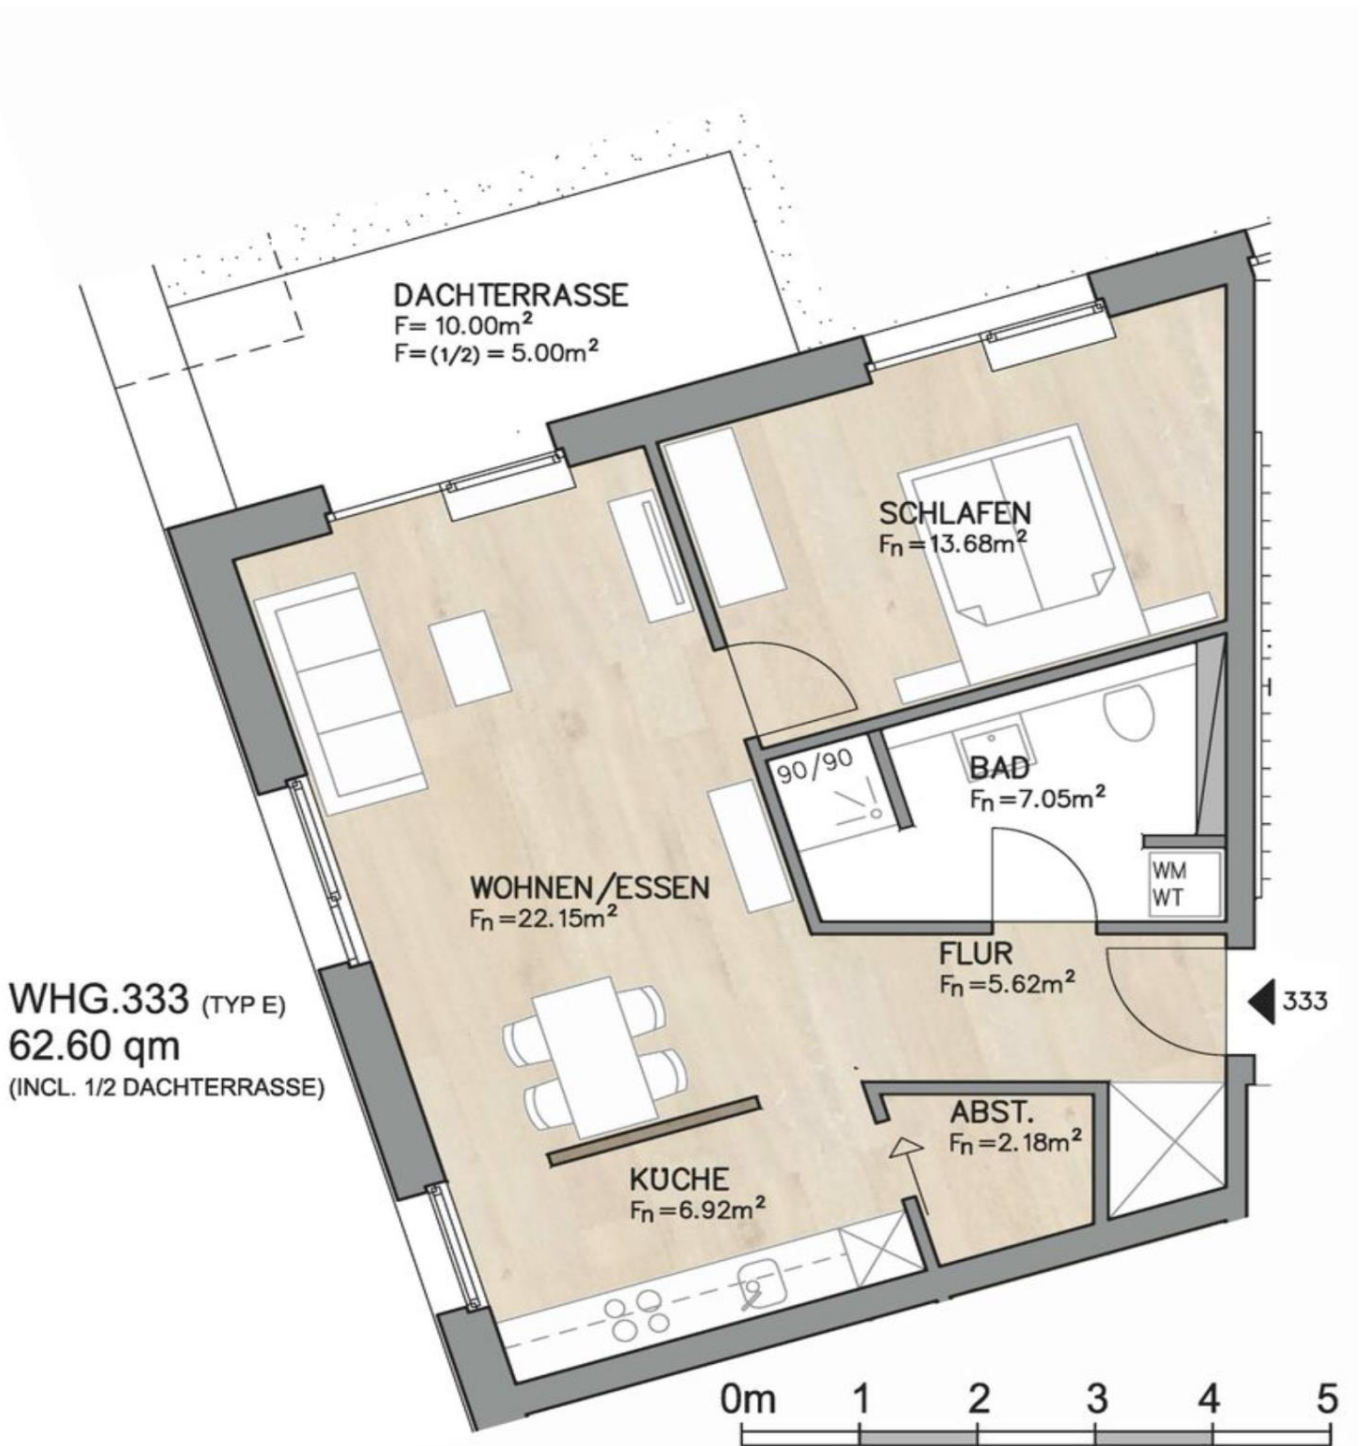 DACHTERRASSE
F= 10.00m²
F=(1/2) = 5.00m²
SCHLAFEN
Fn=13.68m²
90/90
BAD
Fn=7.05m²
WM
WT
WOHNEN/ESSEN
Fn=22.15m²
FLUR
Fn=5.62m²
333
WHG.333 (TYP E)
62.60 qm
(INCL. 1/2 DACHTERRASSE)
ABST.
Fn=2.18m²
KÜCHE
Fn=6.92m²
0m 1 2 3 4 5